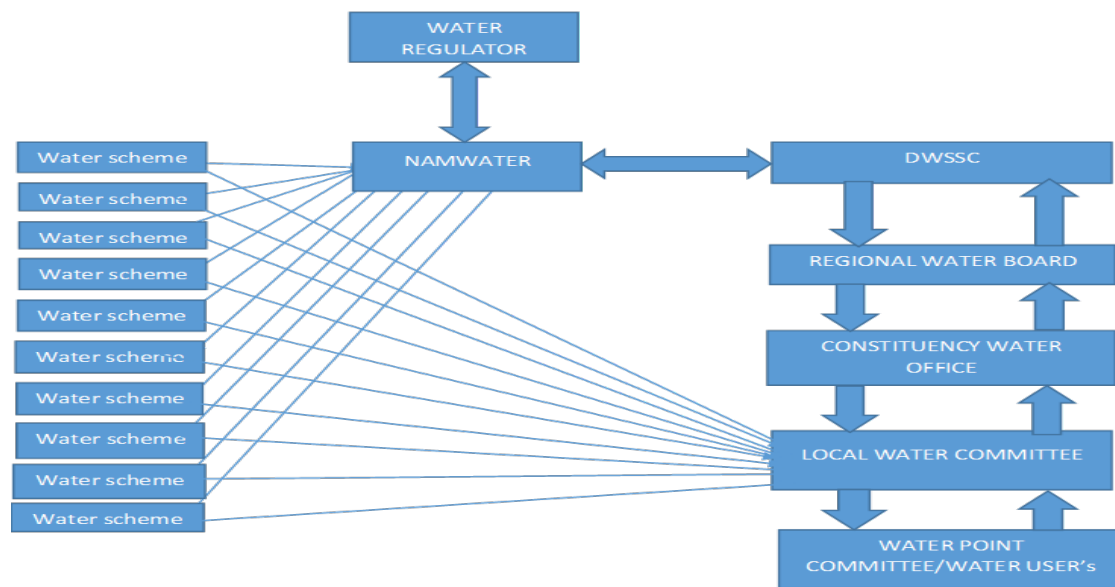 WATER
REGULATOR
NAMWATER
DWSSC
Water scheme
Water scheme
Water scheme
Water scheme
Water scheme
Water scheme
Water scheme
Water scheme
Water scheme
Water scheme
REGIONAL WATER BOARD
CONSTITUENCY WATER
OFFICE
LOCAL WATER COMMITTEE
WATER POINT
COMMITTEE/WATER USER's